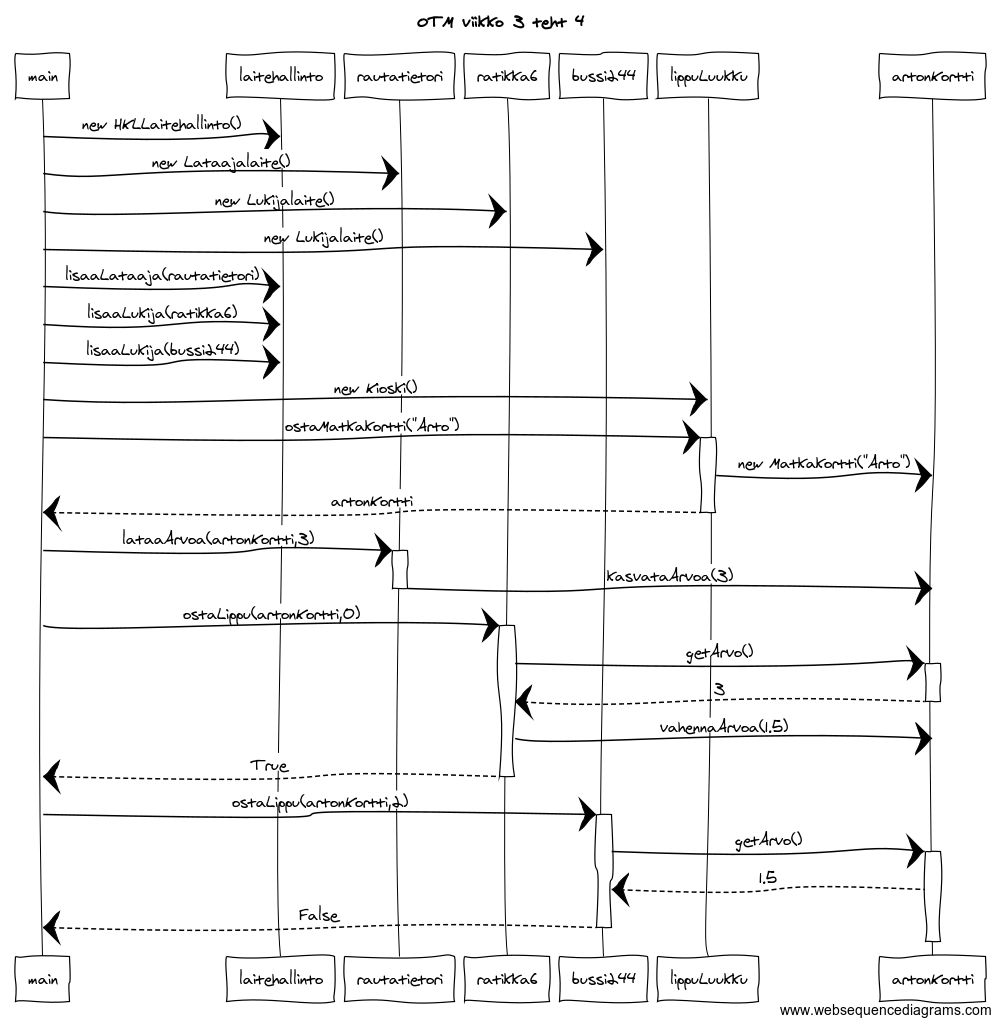 OTM viikko 3 teht 4
main laitehallinto rautatietori ratikka6 bussi244 lippuLuukku artonKortti
new HKLLaitehallinto()
new Lataajalaite()
new Lukijalaite()
new Lukijalaite()
lisaaLataaja(rautatietori)
lisaaLukija(ratikka6)
lisaaLukija(bussi244)
new Kioski()
ostaMatkakortti("Arto")
new Matkakortti("Arto")
artonKortti
lataaArvoa(artonKortti,3)
kasvataArvoa(3)
ostaLippu(artonKortti,0)
getArvo()
3
vahennaArvoa(1.5)
True
ostaLippu(artonKortti,2)
getArvo()
1.5
False
main laitehallinto rautatietori ratikka6 bussi244 lippuLuukku artonKortti
www.websequencediagrams.com